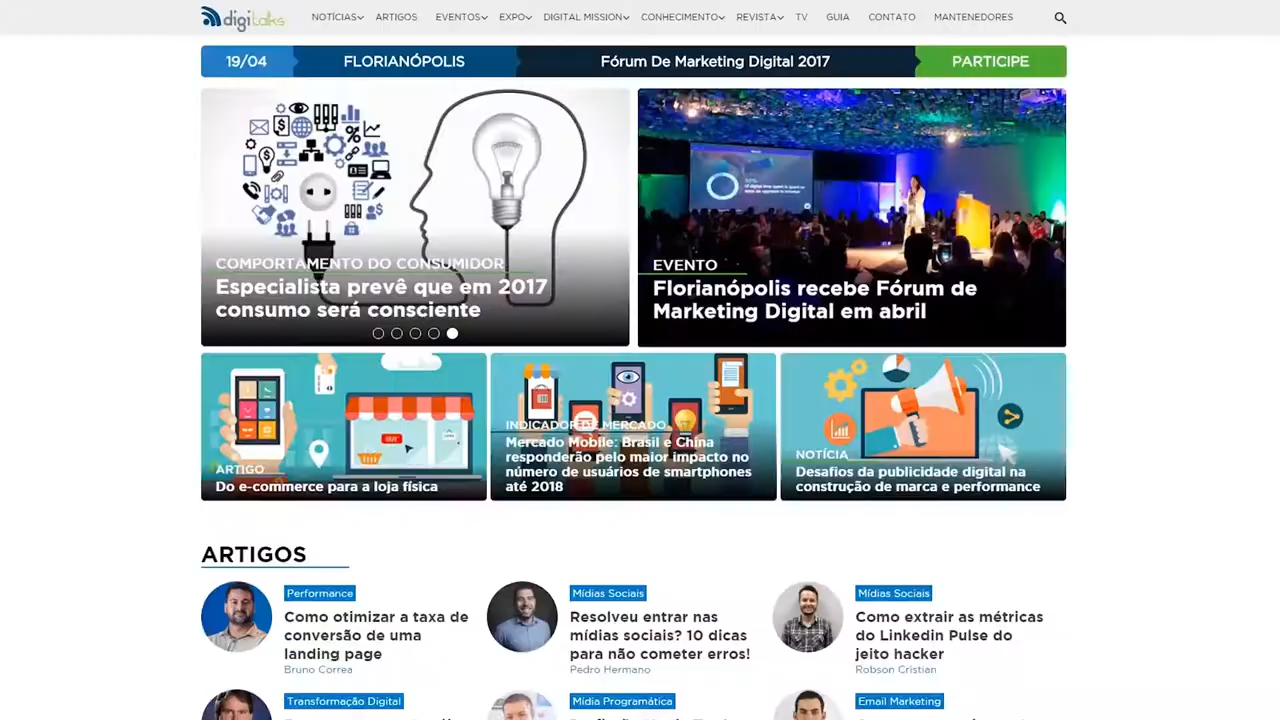 digitalks
NOTÍCIAS ARTIGOS EVENTOS EXPO DIGITAL MISSION CONHECIMENTO REVISTA TV GUIA CONTATO MANTENEDORES
19/04 FLORIANÓPOLIS Fórum De Marketing Digital 2017 PARTICIPE
COMPORTAMENTO DO CONSUMIDOR
Especialista prevê que em 2017
consumo será consciente
EVENTO
Florianópolis recebe Fórum de
Marketing Digital em abril
ARTIGO
Do e-commerce para a loja física
INDICADOR DE MERCADO
Mercado Mobile: Brasil e China
responderão pelo maior impacto no
número de usuários de smartphones
até 2018
NOTÍCIA
Desafios da publicidade digital na
construção de marca e performance
ARTIGOS
Performance
Como otimizar a taxa de
conversão de uma
landing page
Bruno Correa
Mídias Sociais
Resolveu entrar nas
mídias sociais? 10 dicas
para não cometer erros!
Pedro Hermano
Mídias Sociais
Como extrair as métricas
do Linkedin Pulse do
jeito hacker
Robson Cristian
Transformação Digital
Mídia Programática
Email Marketing